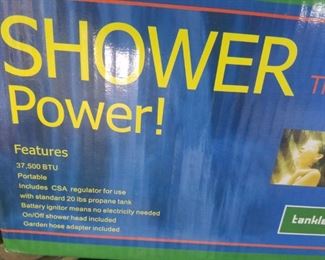 SHOWER
Power!
Features
37,500 BTU
Portable
Includes CSA regulator for use
with standard 20 lbs propane tank
Battery ignitor means no electricity needed
On/Off shower head included
Garden hose adapter included